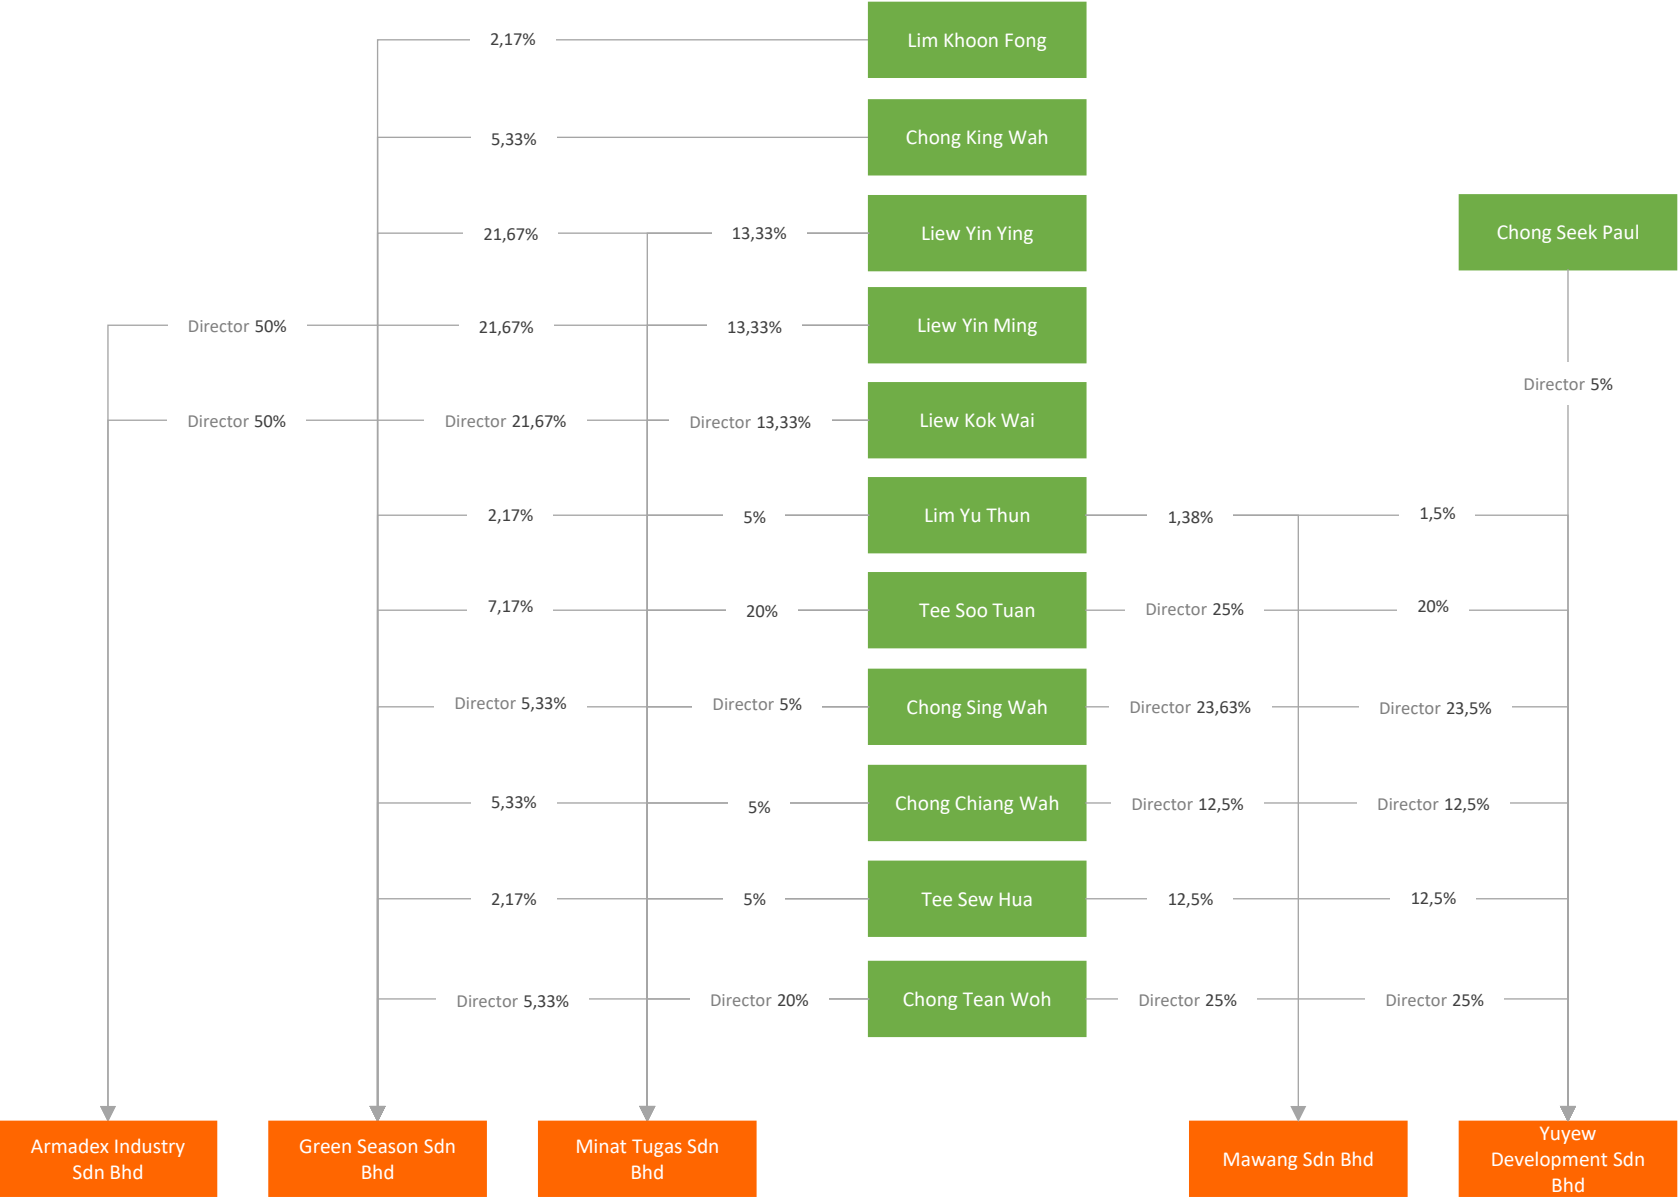 2,17%
Lim Khoon Fong
5,33%
Chong King Wah
21,67%
13,33%
Liew Yin Ying
Chong Seek Paul
Director 50%
21,67%
13,33%
Liew Yin Ming
Director 5%
Director 50%
Director 21,67%
Director 13,33%
Liew Kok Wai
2,17%
5%
Lim Yu Thun
1,38%
1,5%
7,17%
20%
Tee Soo Tuan
Director 25%
20%
Director 5,33%
Director 5%
Chong Sing Wah
Director 23,63%
Director 23,5%
5,33%
5%
Chong Chiang Wah
Director 12,5%
Director 12,5%
2,17%
5%
Tee Sew Hua
12,5%
12,5%
Director 5,33%
Director 20%
Chong Tean Woh
Director 25%
Director 25%
Armadex Industry
Sdn Bhd
Green Season Sdn
Bhd
Minat Tugas Sdn
Bhd
Mawang Sdn Bhd
Yuyew
Development Sdn
Bhd